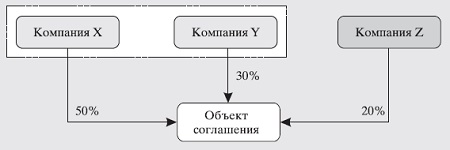 Компания X
Компания Y
Компания Z
30%
50%
20%
Объект
соглашения